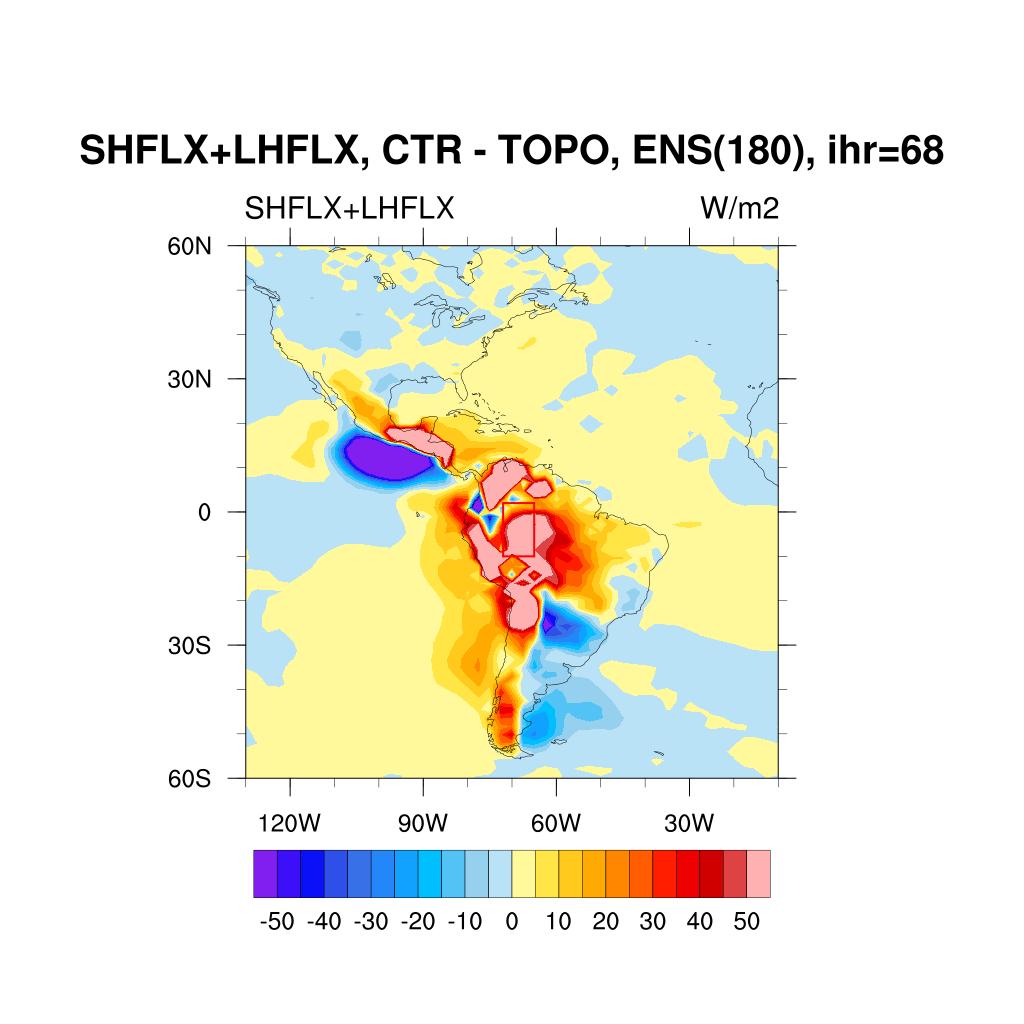 SHFLX+LHFLX, CTR - TOPO, ENS(180), ihr=68
SHFLX+LHFLX W/m2
60N
30N
0
30S
60S
120W 90W 60W 30W
-50 -40 -30 -20 -10 0 10 20 30 40 50